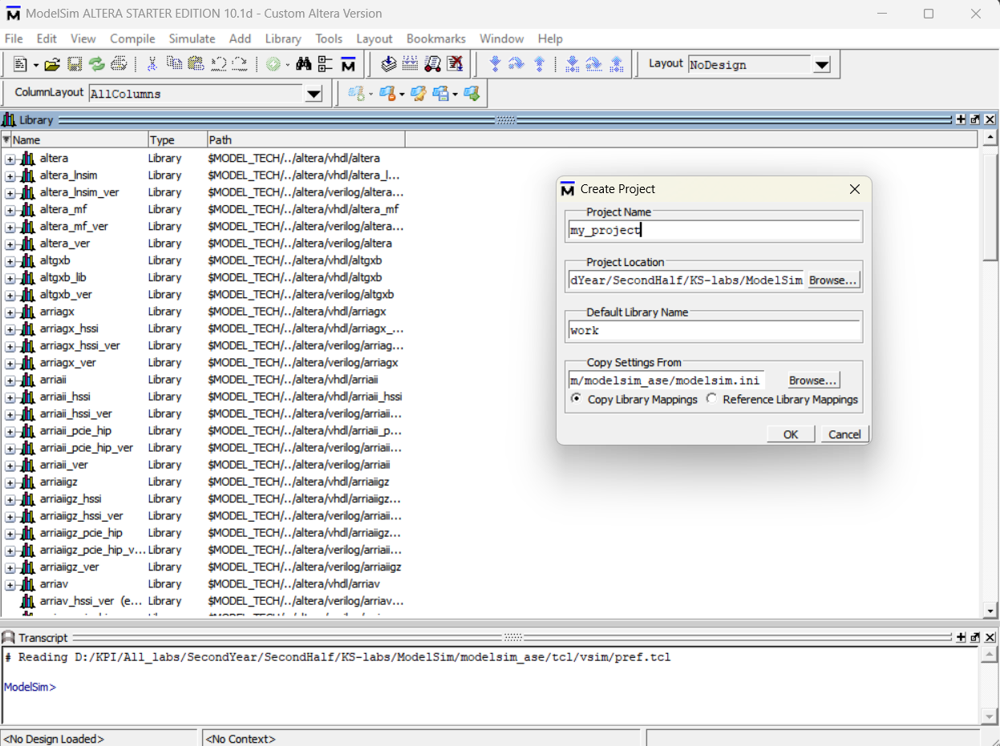 ModelSim ALTERA STARTER EDITION 10.1d - Custom Altera Version
File Edit View Compile Simulate Add Library Tools Layout Bookmarks Window Help
Layout NoDesign
ColumnLayout AllColumns
Library
Name Type Path
altera Library $MODEL_TECH/../altera/vhdl/altera
altera_lnsim Library $MODEL_TECH/../altera/vhdl/altera_l...
altera_lnsim_ver Library $MODEL_TECH/../altera/verilog/altera...
altera_mf Library $MODEL_TECH/../altera/vhdl/altera_mf
altera_mf_ver Library $MODEL_TECH/../altera/verilog/altera...
altera_ver Library $MODEL_TECH/../altera/verilog/altera
altgxb Library $MODEL_TECH/../altera/vhdl/altgxb
altgxb_lib Library $MODEL_TECH/../altera/vhdl/altgxb
altgxb_ver Library $MODEL_TECH/../altera/verilog/altgxb
arriagx Library $MODEL_TECH/../altera/vhdl/arriagx
arriagx_hssi Library $MODEL_TECH/../altera/vhdl/arriagx_...
arriagx_hssi_ver Library $MODEL_TECH/../altera/verilog/arriag...
arriagx_ver Library $MODEL_TECH/../altera/verilog/arriagx
arriaii Library $MODEL_TECH/../altera/vhdl/arriaii
arriaii_hssi Library $MODEL_TECH/../altera/vhdl/arriaii_hssi
arriaii_hssi_ver Library $MODEL_TECH/../altera/verilog/arriaii...
arriaii_pcie_hip Library $MODEL_TECH/../altera/vhdl/arriaii_p...
arriaii_pcie_hip_ver Library $MODEL_TECH/../altera/verilog/arriaii...
arriaii_ver Library $MODEL_TECH/../altera/verilog/arriaii
arriaiigz Library $MODEL_TECH/../altera/vhdl/arriaiigz
arriaiigz_hssi Library $MODEL_TECH/../altera/vhdl/arriaiigz...
arriaiigz_hssi_ver Library $MODEL_TECH/../altera/verilog/arriaii...
arriaiigz_pcie_hip Library $MODEL_TECH/../altera/vhdl/arriaiigz...
arriaiigz_pcie_hip_v... Library $MODEL_TECH/../altera/verilog/arriaii...
arriaiigz_ver Library $MODEL_TECH/../altera/verilog/arriaiigz
arriav Library $MODEL_TECH/../altera/vhdl/arriav
arriav_hssi_ver (e... Library $MODEL_TECH/../altera/verilog/arriav...
Create Project
Project Name
my_project
Project Location
dYear/SecondHalf/KS-labs/ModelSim Browse...
Default Library Name
work
Copy Settings From
m/modelsim_ase/modelsim.ini Browse...
Copy Library Mappings Reference Library Mappings
OK Cancel
Transcript
# Reading D:/KPI/All_labs/SecondYear/SecondHalf/KS-labs/ModelSim/modelsim_ase/tcl/vsim/pref.tcl
ModelSim>
<No Design Loaded> <No Context>